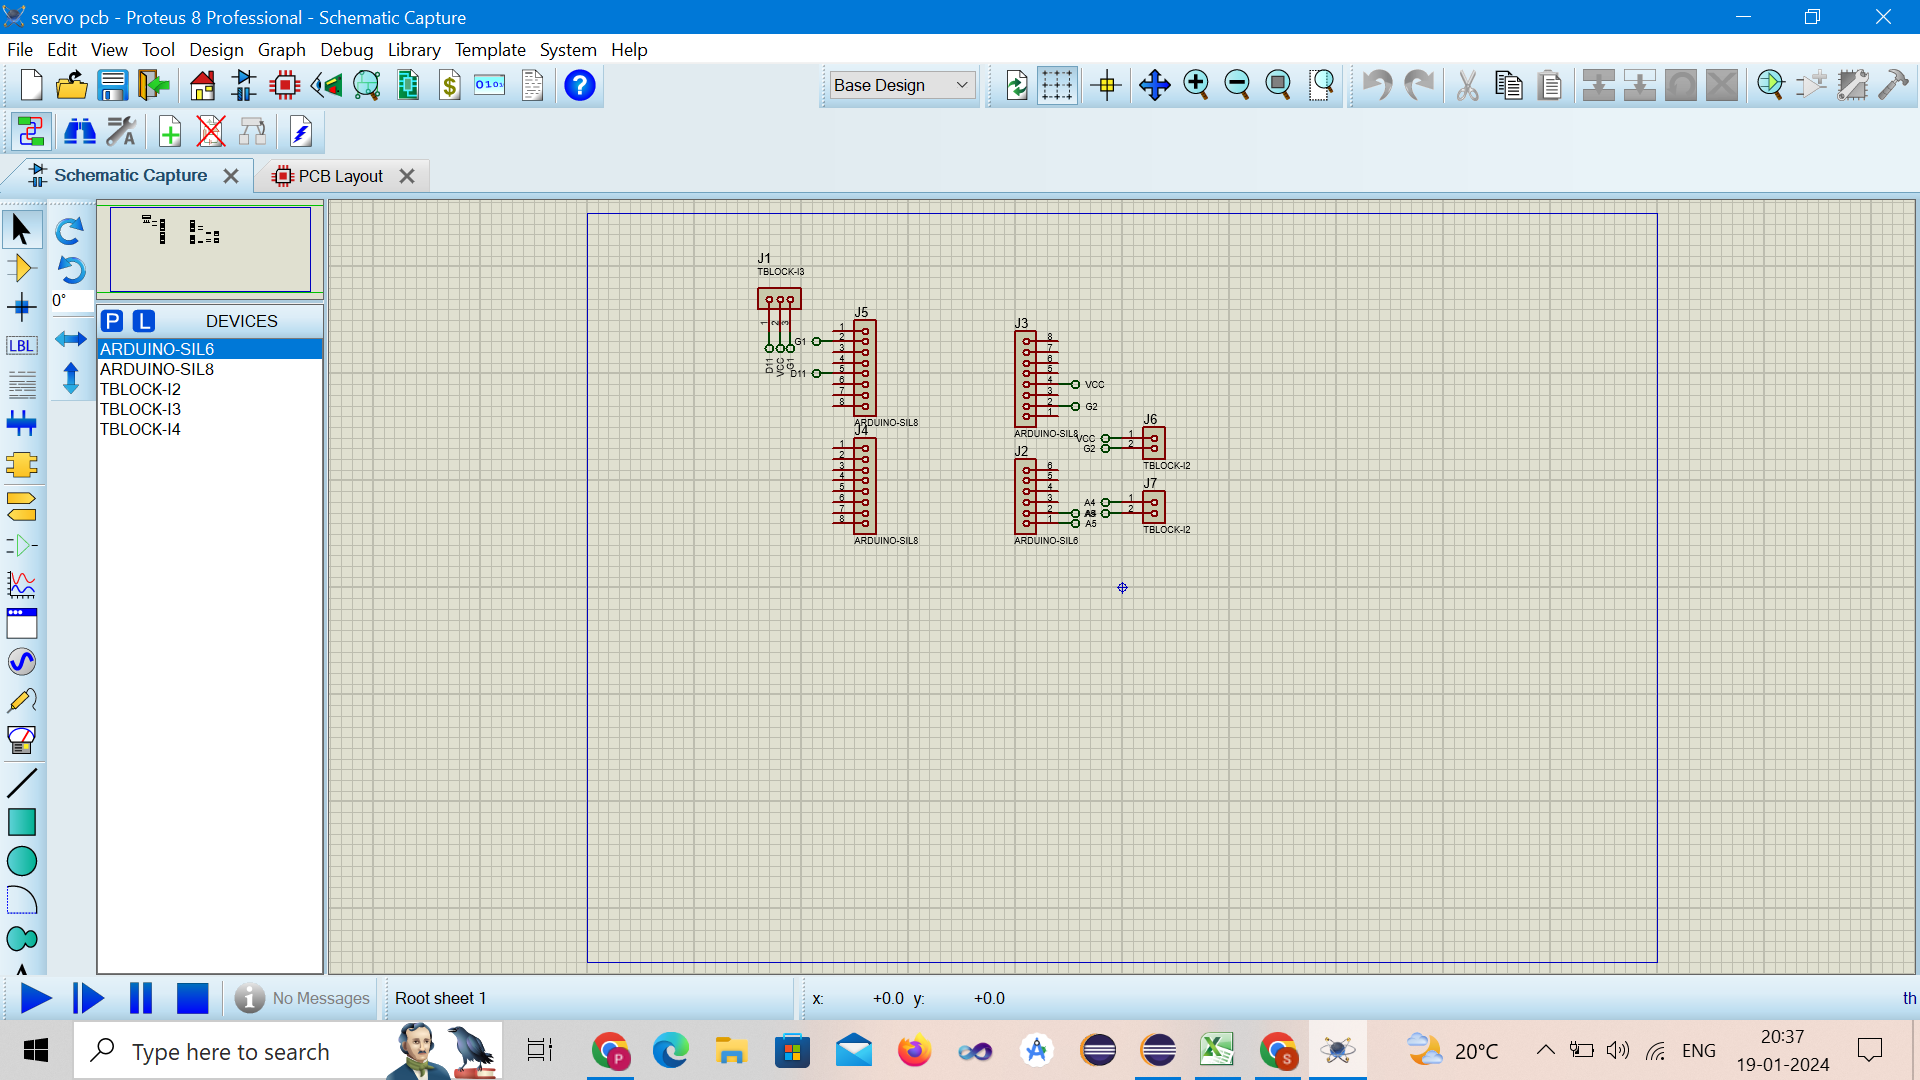 servo pcb - Proteus 8 Professional - Schematic Capture
File Edit View Tool Design Graph Debug Library Template System Help
Base Design
Schematic Capture
PCB Layout
0°
P L DEVICES
LBL
ARDUINO-SIL6
ARDUINO-SIL8
TBLOCK-I2
TBLOCK-I3
TBLOCK-I4
J1
TBLOCK-I3
1 2 3
D11 VCC G1
J5
G1
D11
1
2
3
4
5
6
7
8
ARDUINO-SIL8
J4
1
2
3
4
5
6
7
8
ARDUINO-SIL8
J3
8
7
6
5
4
3
2
1
VCC
G2
ARDUINO-SIL8
J2
6
5
4
3
2
1
A5
ARDUINO-SIL6
J6
VCC 1
G2 2
TBLOCK-I2
J7
A4 1
2
TBLOCK-I2
No Messages
Root sheet 1
x: +0.0 y: +0.0
th
Type here to search
20°C
ENG
20:37
19-01-2024